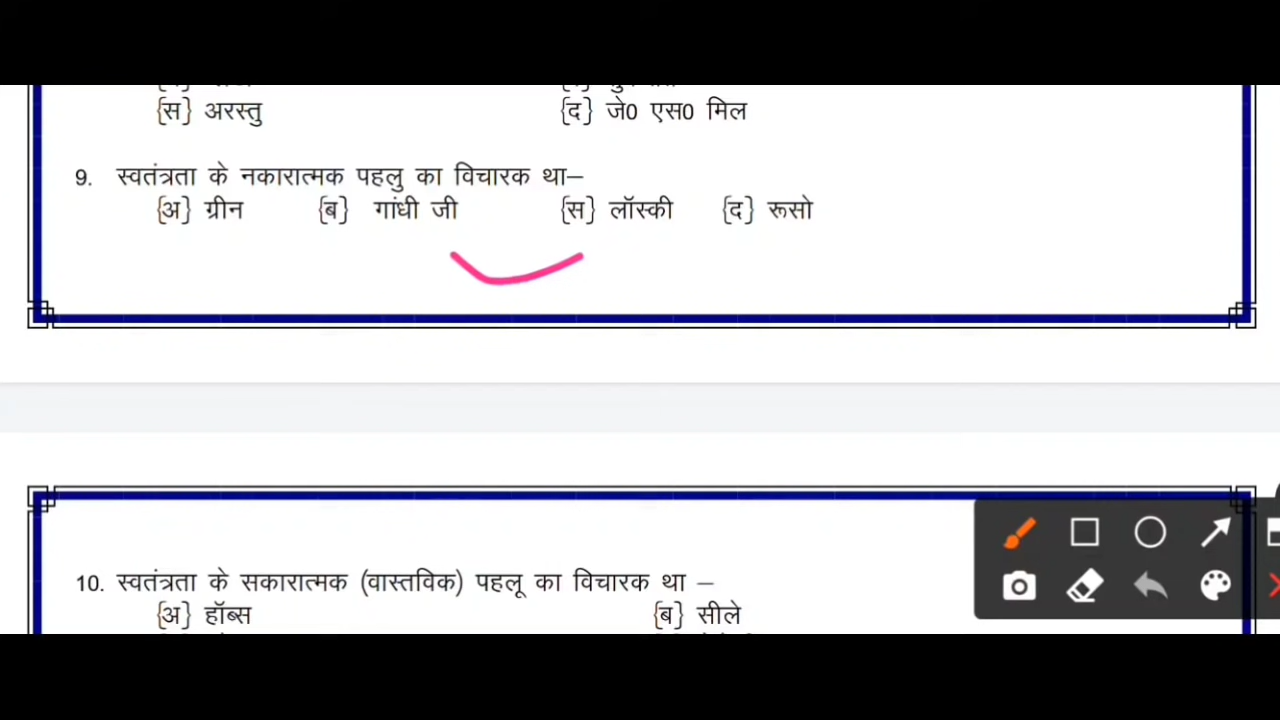 {स} अरस्तु {द} जे0 एस0 मिल
9. स्वतंत्रता के नकारात्मक पहलु का विचारक था–
{अ} ग्रीन {ब} गांधी जी {स} लॉस्की {द} रूसो
10. स्वतंत्रता के सकारात्मक (वास्तविक) पहलू का विचारक था –
{अ} हॉब्स {ब} सीले